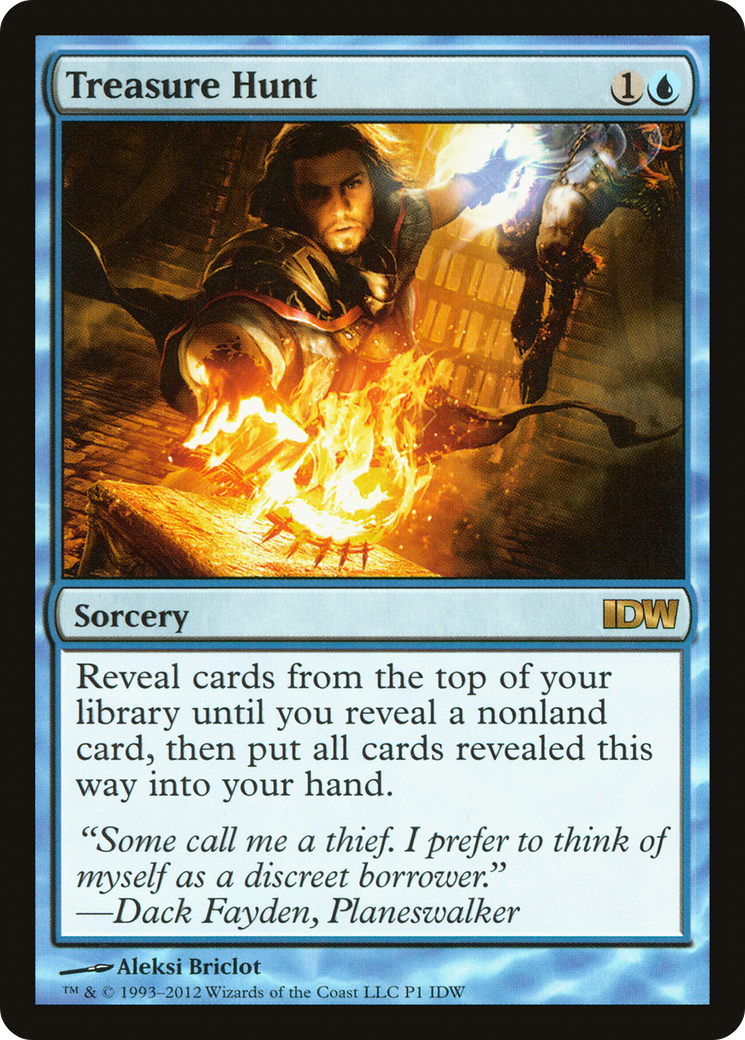 Treasure Hunt 1
Sorcery IDW
Reveal cards from the top of your
library until you reveal a nonland
card, then put all cards revealed this
way into your hand.
“Some call me a thief. I prefer to think of
myself as a discreet borrower.”
—Dack Fayden, Planeswalker
Aleksi Briclot
™ & © 1993–2012 Wizards of the Coast LLC P1 IDW